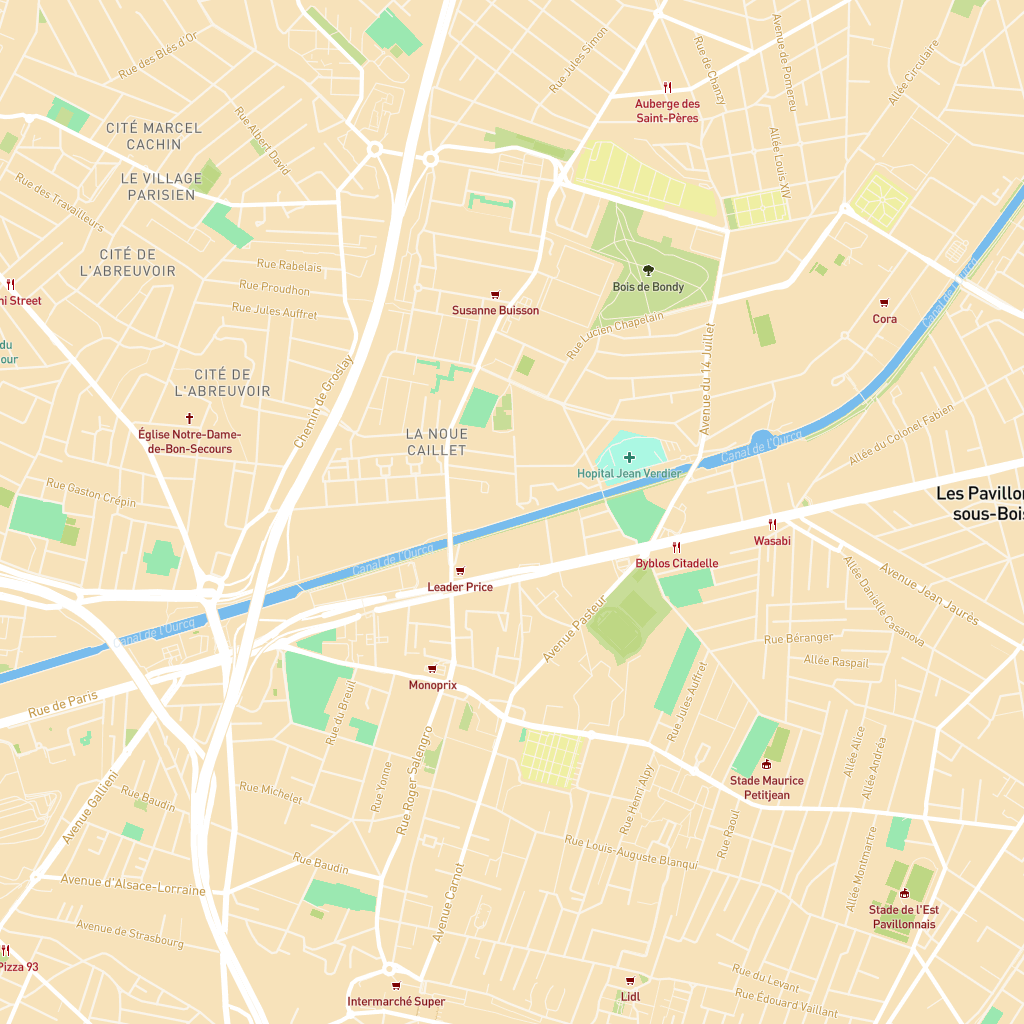 Rue des Blés d'Or
Rue Jules Simon
Rue de Chanzy
Avenue de Pomereu
Allée Circulaire
Auberge des
Saint-Pères
CITÉ MARCEL
CACHIN
Rue Albert David
Allée Louis XIV
LE VILLAGE
PARISIEN
Rue des Travailleurs
CITÉ DE
L'ABREUVOIR
Rue Rabelais
Rue Proudhon
Rue Jules Auffret
Bois de Bondy
Canal de l'Ourcq
ni Street
Susanne Buisson
Cora
Rue Lucien Chapelain
du
our
Avenue du 14 Juillet
CITÉ DE
L'ABREUVOIR
Chemin de Groslay
Église Notre-Dame-
de-Bon-Secours
LA NOUE
CAILLET
Allée du Colonel Fabien
Canal de l'Ourcq
Hopital Jean Verdier
Rue Gaston Crépin
Les Pavillon
sous-Bois
Wasabi
Byblos Citadelle
Canal de l'Ourcq
Leader Price
Allée Danielle Casanova
Avenue Jean Jaurès
Canal de l'Ourcq
Avenue Pasteur
Rue Béranger
Allée Raspail
Monoprix
Rue de Paris
Rue du Breuil
Rue Jules Auffret
Rue Roger Salengro
Allée Alice
Allée Andréa
Stade Maurice
Petitjean
Rue Yonne
Rue Henri Alpy
Avenue Gallieni
Rue Baudin
Rue Michelet
Rue Raoul
Rue Louis-Auguste Blanqui
Allée Montmartre
Rue Baudin
Avenue d'Alsace-Lorraine
Avenue Carnot
Stade de l'Est
Pavillonnais
Avenue de Strasbourg
Pizza 93
Rue du Levant
Lidl
Intermarché Super
Rue Édouard Vaillant